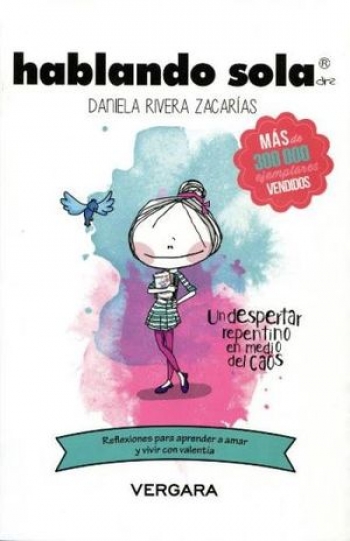 hablando sola®
drz
DANIELA RIVERA ZACARÍAS
MÁS de
300 000
ejemplares
VENDIDOS
Un despertar
repentino
en medio
del caos
Reflexiones para aprender a amar
y vivir con valentía
VERGARA